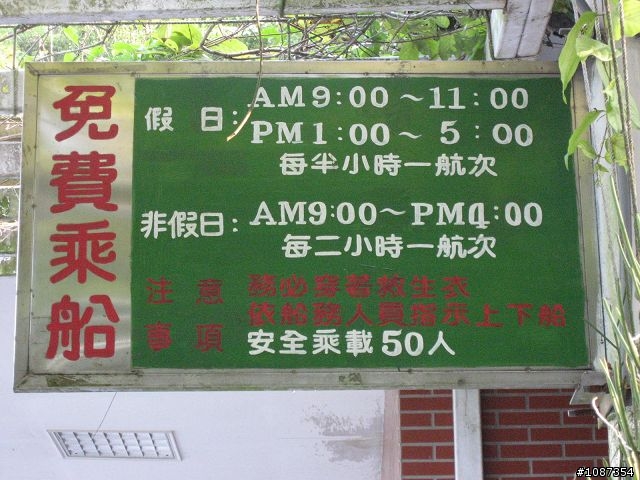 免費乘船
假日:AM9:00～11:00
PM1:00～5:00
每半小時一航次
非假日:AM9:00～PM4:00
每二小時一航次
注意事項
務必穿著救生衣
依船務人員指示上下船
安全乘載50人
#1087354